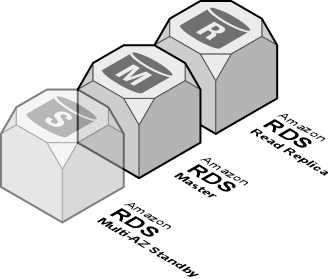 R
Amazon
RDS
Read Replica
M
Amazon
RDS
Master
S
Amazon
RDS
Multi-AZ Standby